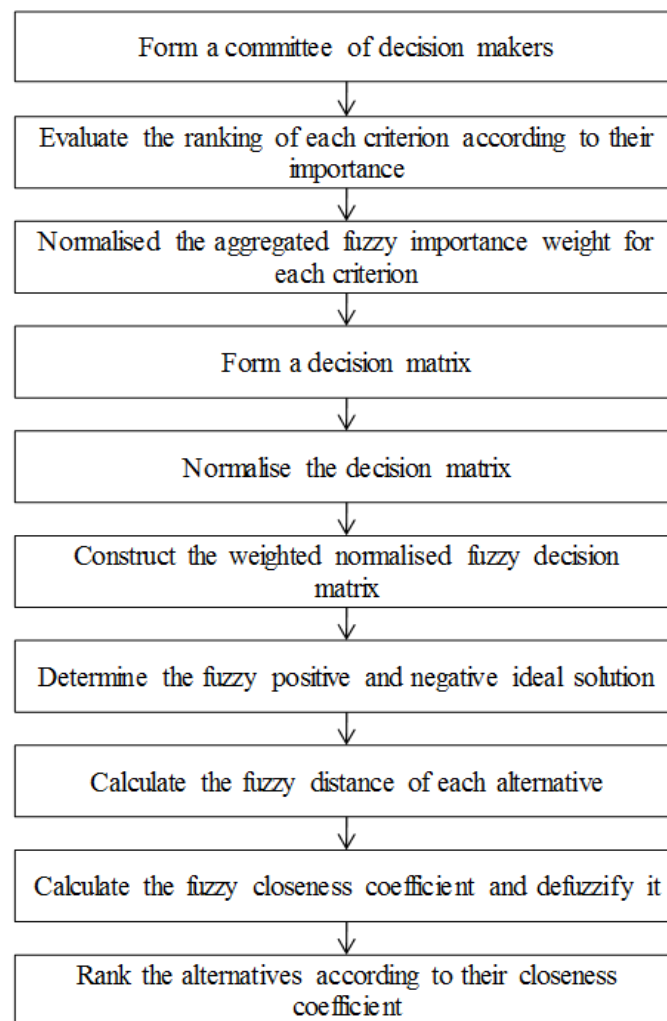 Form a committee of decision makers
Evaluate the ranking of each criterion according to their
importance
Normalised the aggregated fuzzy importance weight for
each criterion
Form a decision matrix
Normalise the decision matrix
Construct the weighted normalised fuzzy decision
matrix
Determine the fuzzy positive and negative ideal solution
Calculate the fuzzy distance of each alternative
Calculate the fuzzy closeness coefficient and defuzzify it
Rank the alternatives according to their closeness
coefficient